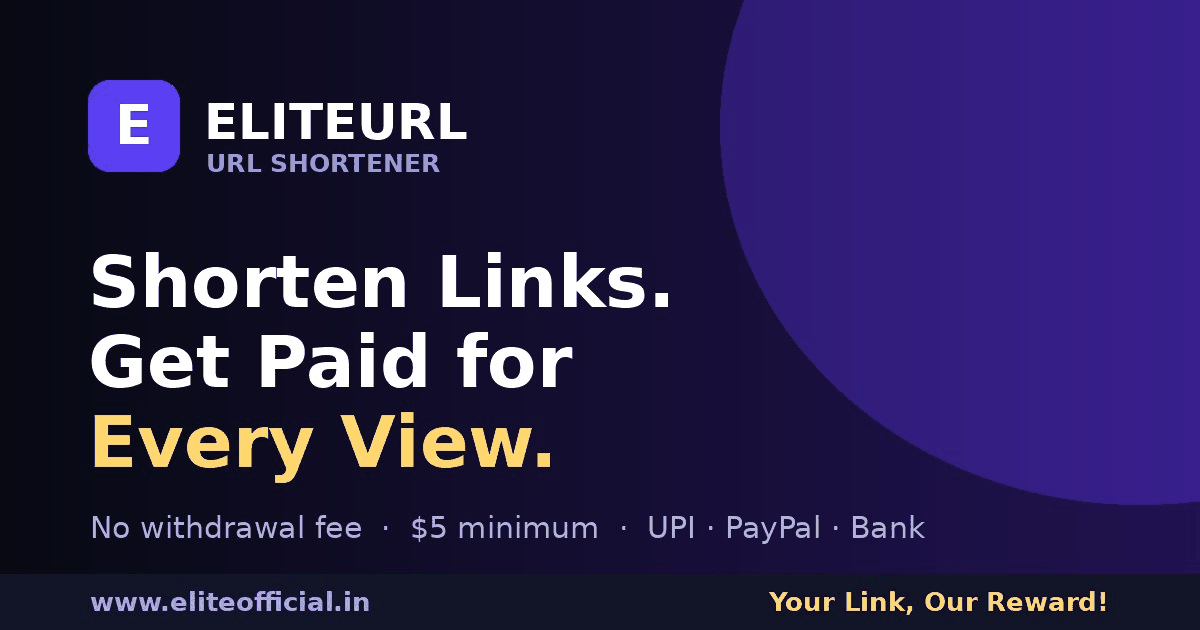 E
ELITEURL
URL SHORTENER
Shorten Links.
Get Paid for
Every View.
No withdrawal fee · $5 minimum · UPI · PayPal · Bank
www.eliteofficial.in
Your Link, Our Reward!